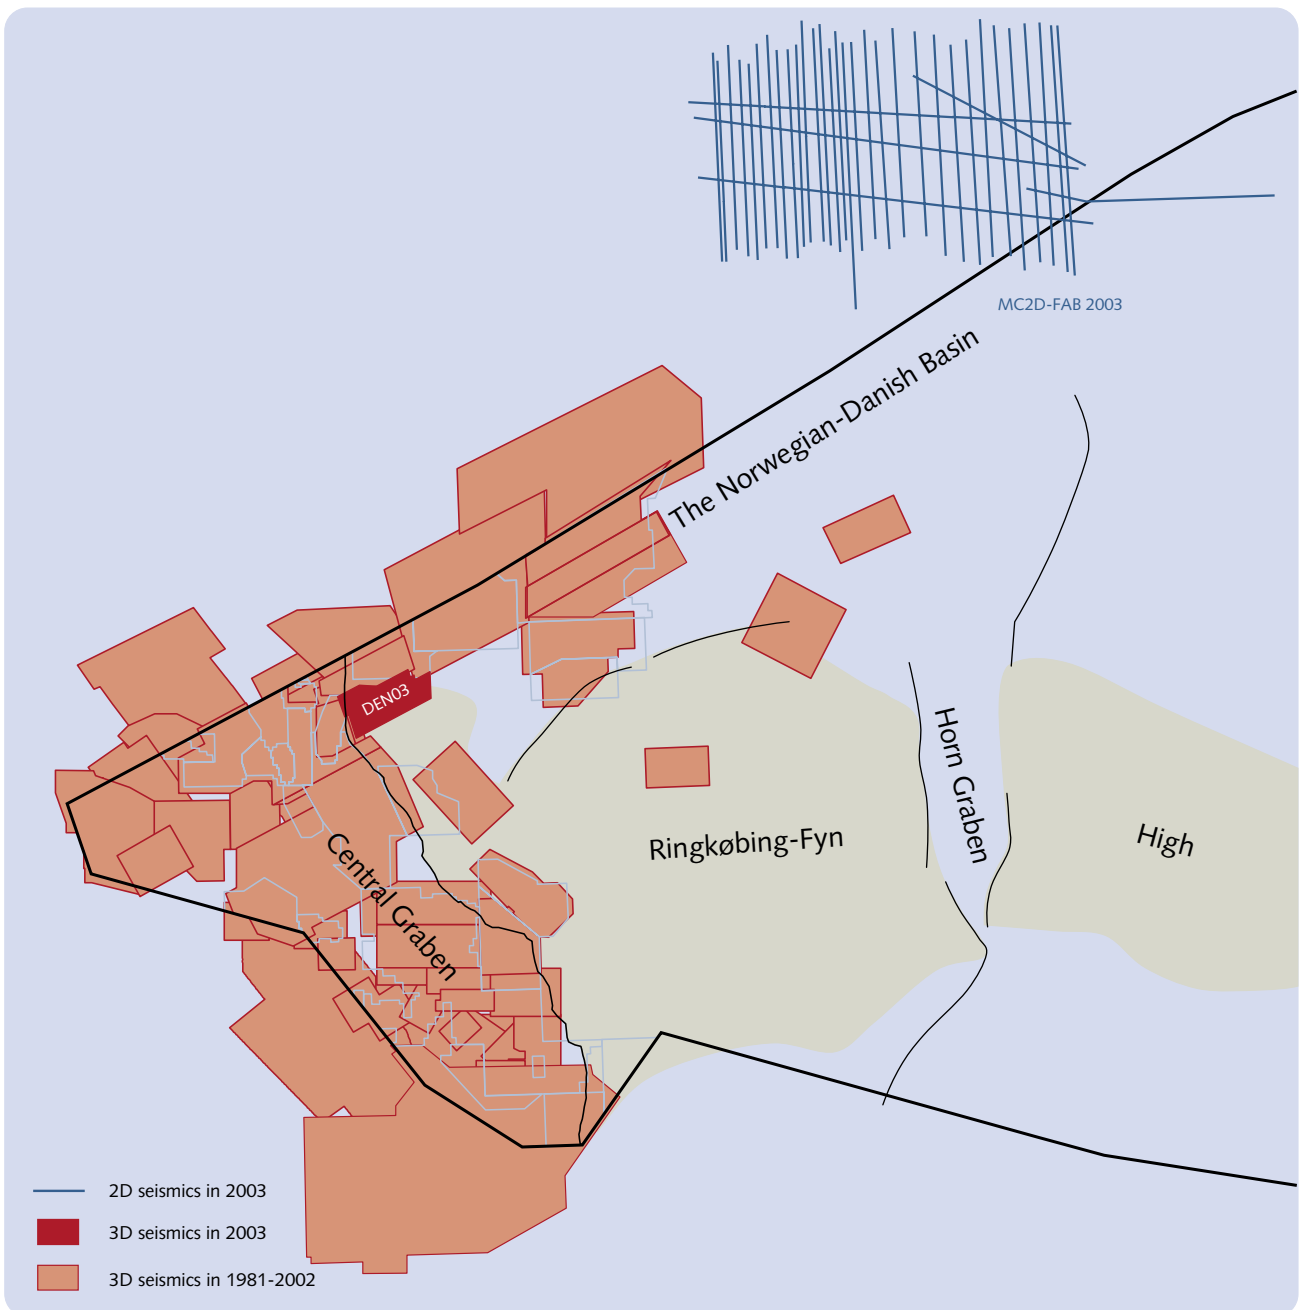 MC2D-FAB 2003
The Norwegian-Danish Basin
DEN03
Horn Graben
Ringkøbing-Fyn
High
Central Graben
2D seismics in 2003
3D seismics in 2003
3D seismics in 1981-2002